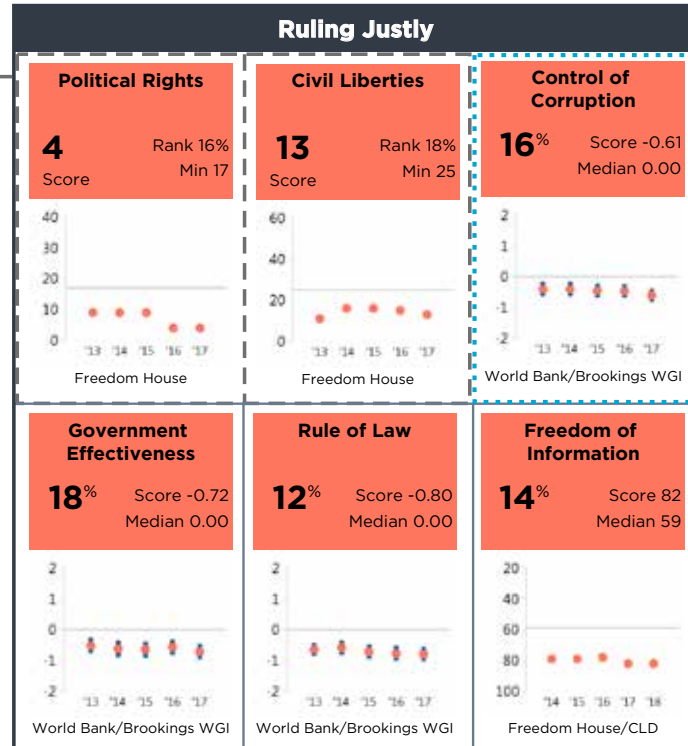 Ruling Justly
Political Rights
4
Score
Rank 16%
Min 17
40
30
20
10
0
'13 '14 '15 '16 '17
Freedom House
Civil Liberties
13
Score
Rank 18%
Min 25
60
40
20
0
'13 '14 '15 '16 '17
Freedom House
Control of
Corruption
16%
Score -0.61
Median 0.00
2
1
0
-1
-2
'13 '14 '15 '16 '17
World Bank/Brookings WGI
Government
Effectiveness
18%
Score -0.72
Median 0.00
2
1
0
-1
-2
'13 '14 '15 '16 '17
World Bank/Brookings WGI
Rule of Law
12%
Score -0.80
Median 0.00
2
1
0
-1
-2
'13 '14 '15 '16 '17
World Bank/Brookings WGI
Freedom of
Information
14%
Score 82
Median 59
20
40
60
80
100
'14 '15 '16 '17 '18
Freedom House/CLD